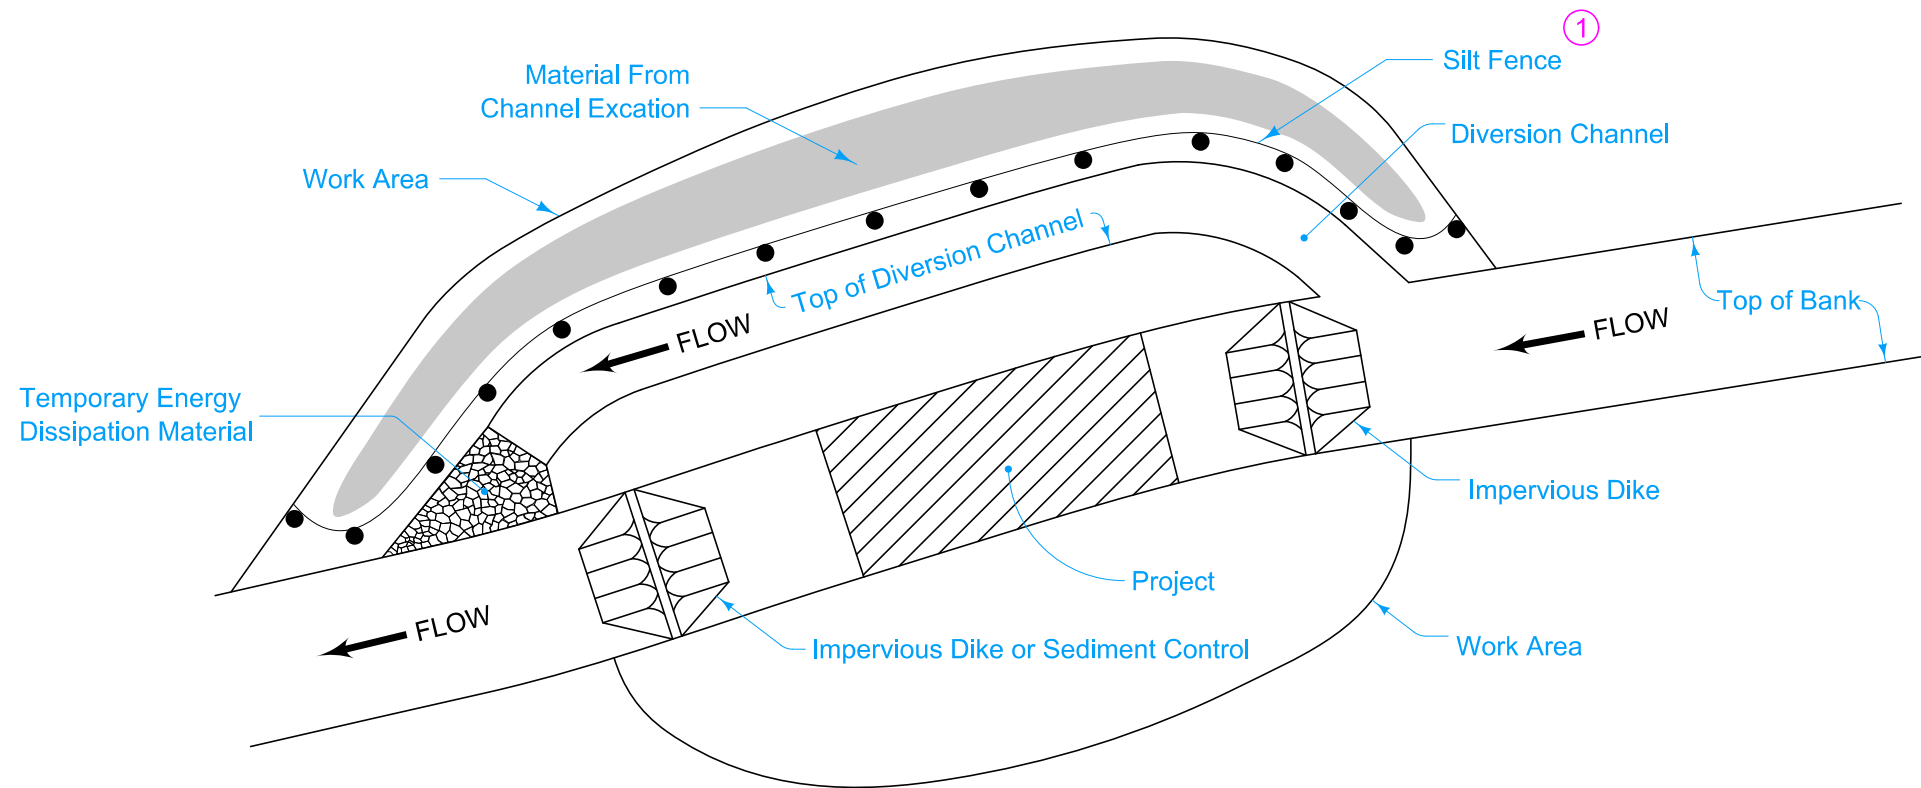 1
Silt Fence
Material From
Channel Excation
Diversion Channel
Work Area
Top of Diversion Channel
Top of Bank
FLOW
FLOW
Temporary Energy
Dissipation Material
Impervious Dike
Project
FLOW
Impervious Dike or Sediment Control
Work Area